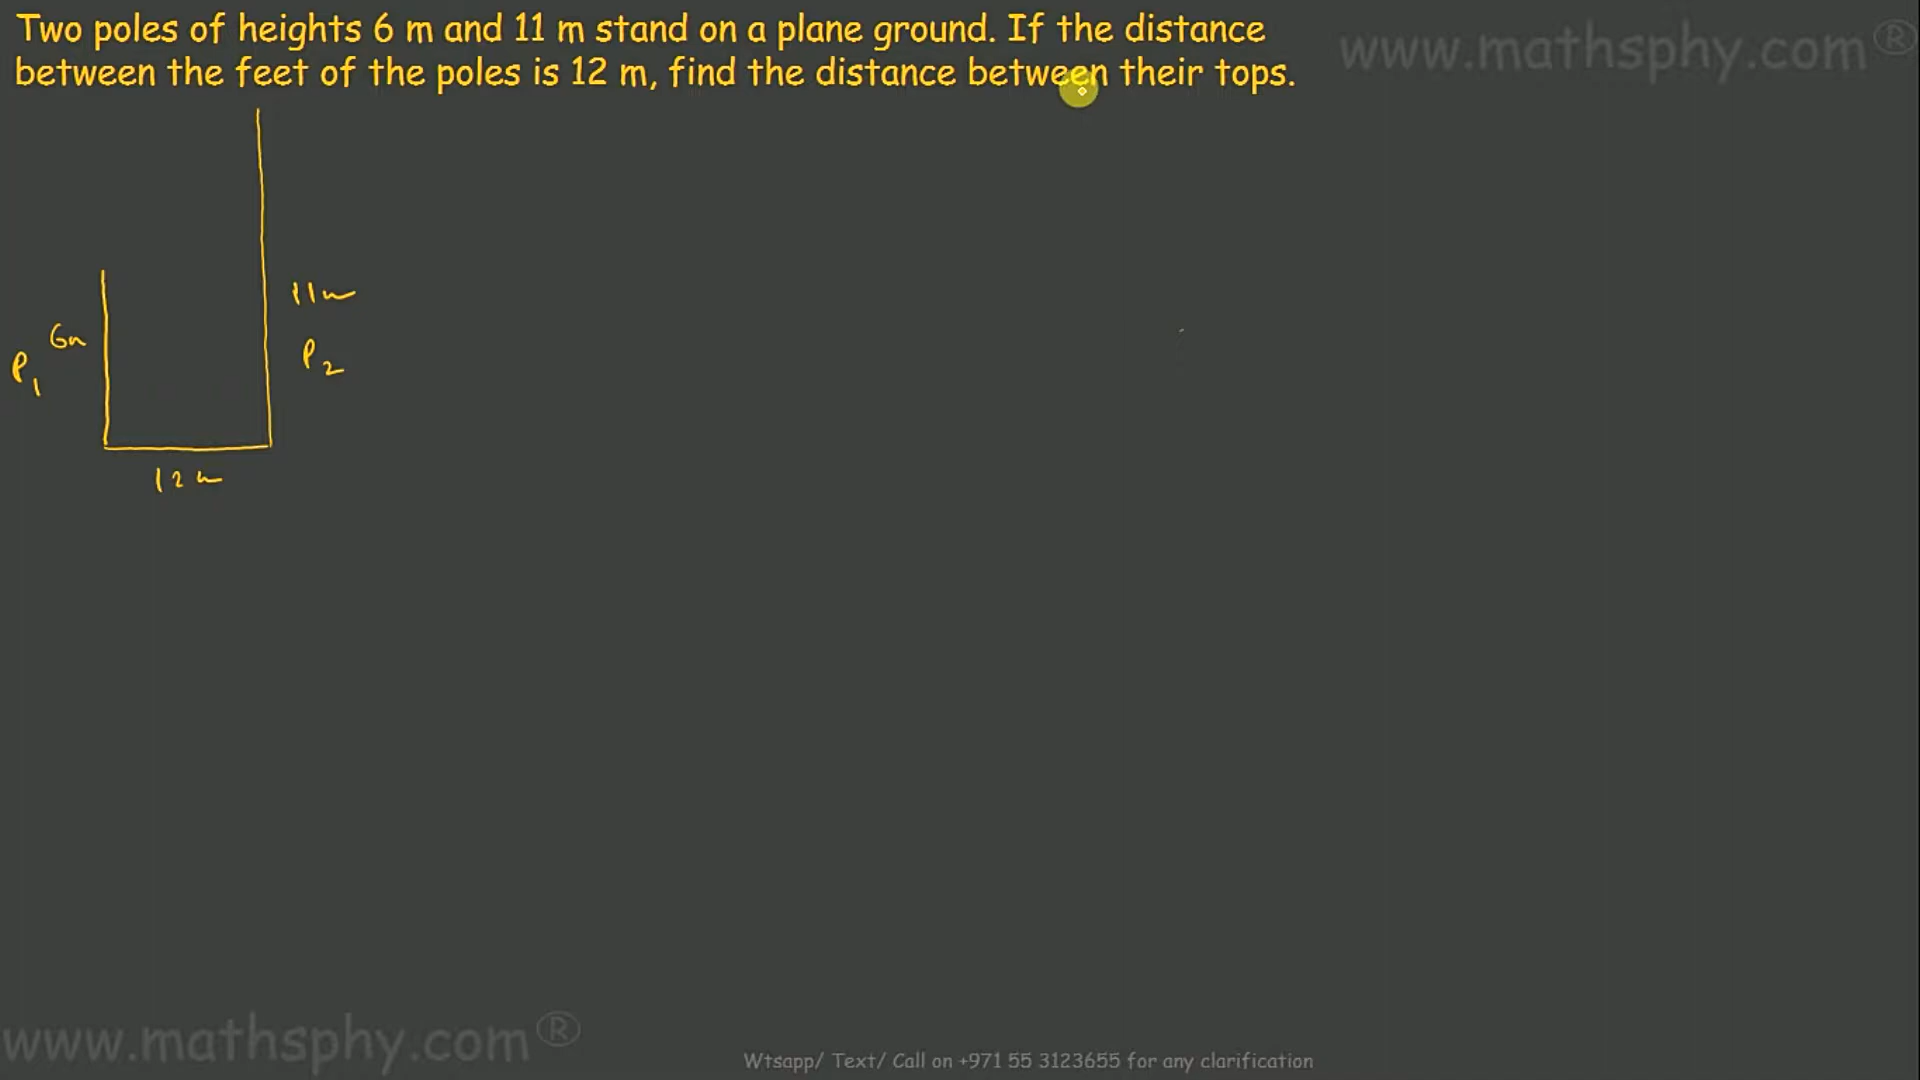 Two poles of heights 6 m and 11 m stand on a plane ground. If the distance
between the feet of the poles is 12 m, find the distance between their tops.
www.mathsphy.com®
11m
6m
P2
P1
12m
www.mathsphy.com®
Wtsapp/ Text/ Call on +971 55 3123655 for any clarification